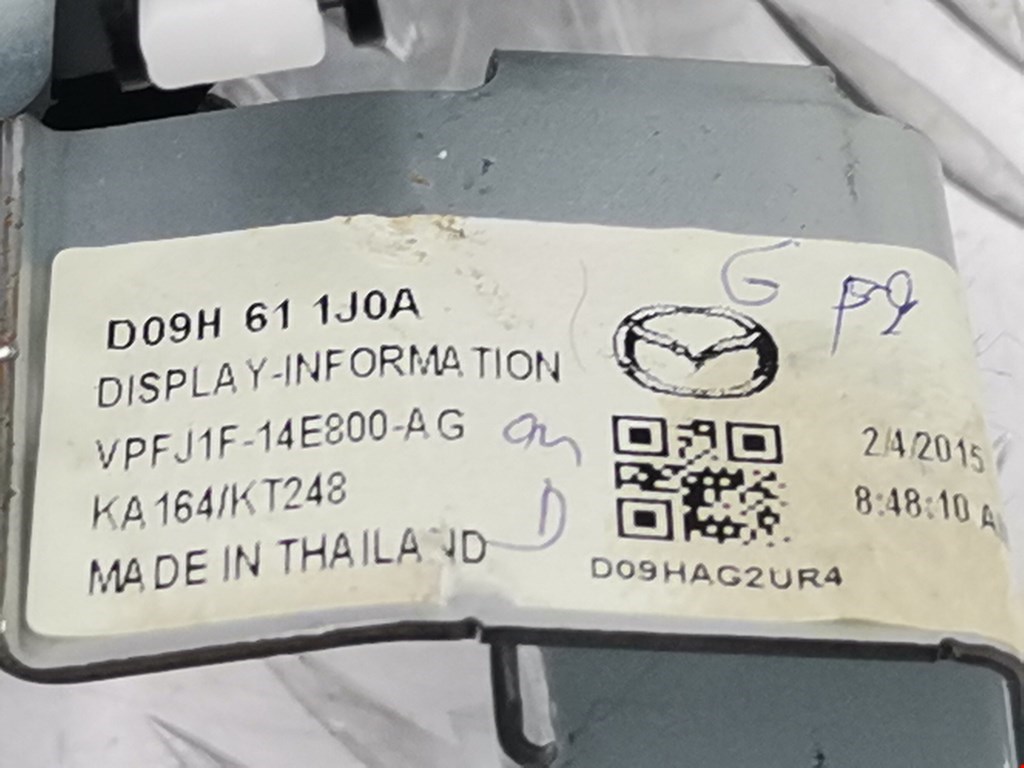 D09H 61 1J0A
DISPLAY-INFORMATION
VPFJ1F-14E800-AG
KA164/KT248
MADE IN THAILAND
G
D
2/4/2015
8:48:10 A
D09HAG2UR4